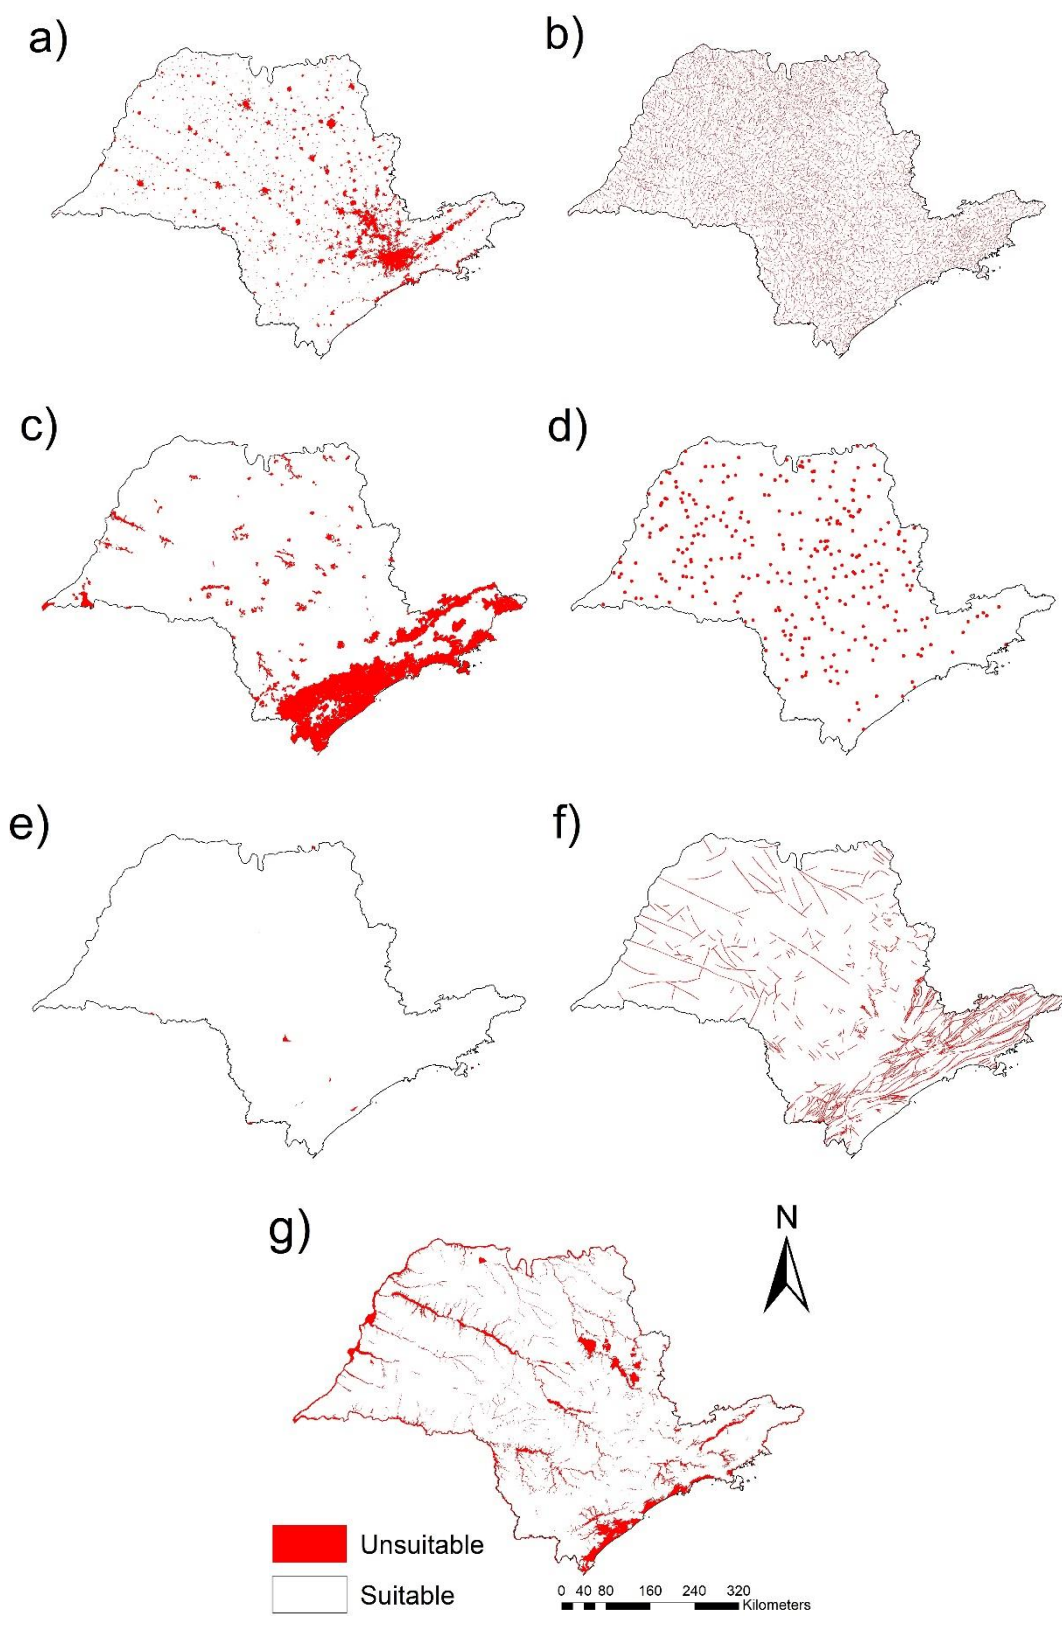 a)
b)
c)
d)
e)
f)
g)
N
Unsuitable
Suitable
0 40 80 160 240 320
Kilometers